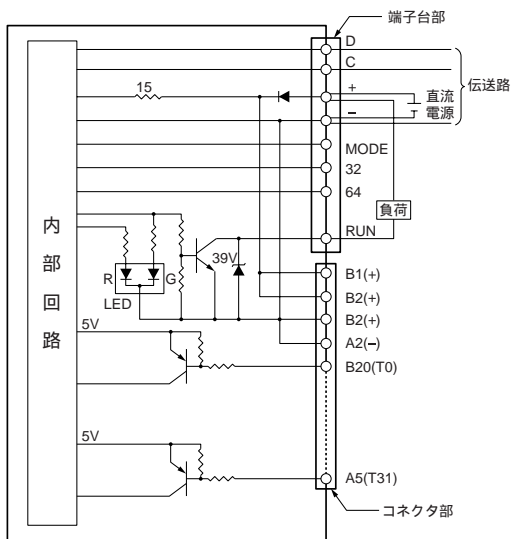 端子台部
D
C
伝送路
15
+
直流
電源
−
MODE
32
64
負荷
内部回路
RUN
39V
R
G
LED
B1(+)
B2(+)
B2(+)
5V
A2(−)
B20(T0)
5V
A5(T31)
コネクタ部